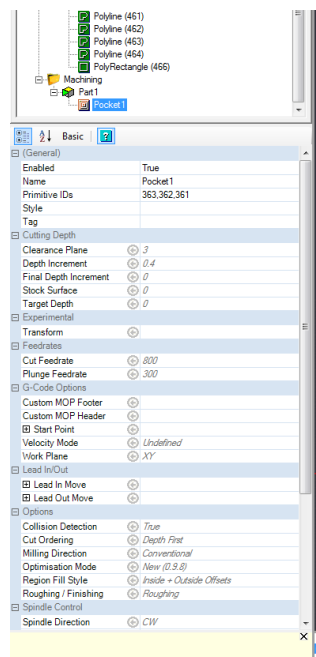 Polyline (461)
Polyline (462)
Polyline (463)
Polyline (464)
PolyRectangle (466)
Machining
Part1
Pocket1
Basic
(General)
Enabled True
Name Pocket1
Primitive IDs 363,362,361
Style
Tag
Cutting Depth
Clearance Plane 3
Depth Increment 0.4
Final Depth Increment 0
Stock Surface 0
Target Depth 0
Experimental
Transform
Feedrates
Cut Feedrate 800
Plunge Feedrate 300
G-Code Options
Custom MOP Footer
Custom MOP Header
Start Point
Velocity Mode Undefined
Work Plane XY
Lead In/Out
Lead In Move
Lead Out Move
Options
Collision Detection True
Cut Ordering Depth First
Milling Direction Conventional
Optimisation Mode New (0.9.8)
Region Fill Style Inside + Outside Offsets
Roughing / Finishing Roughing
Spindle Control
Spindle Direction CW